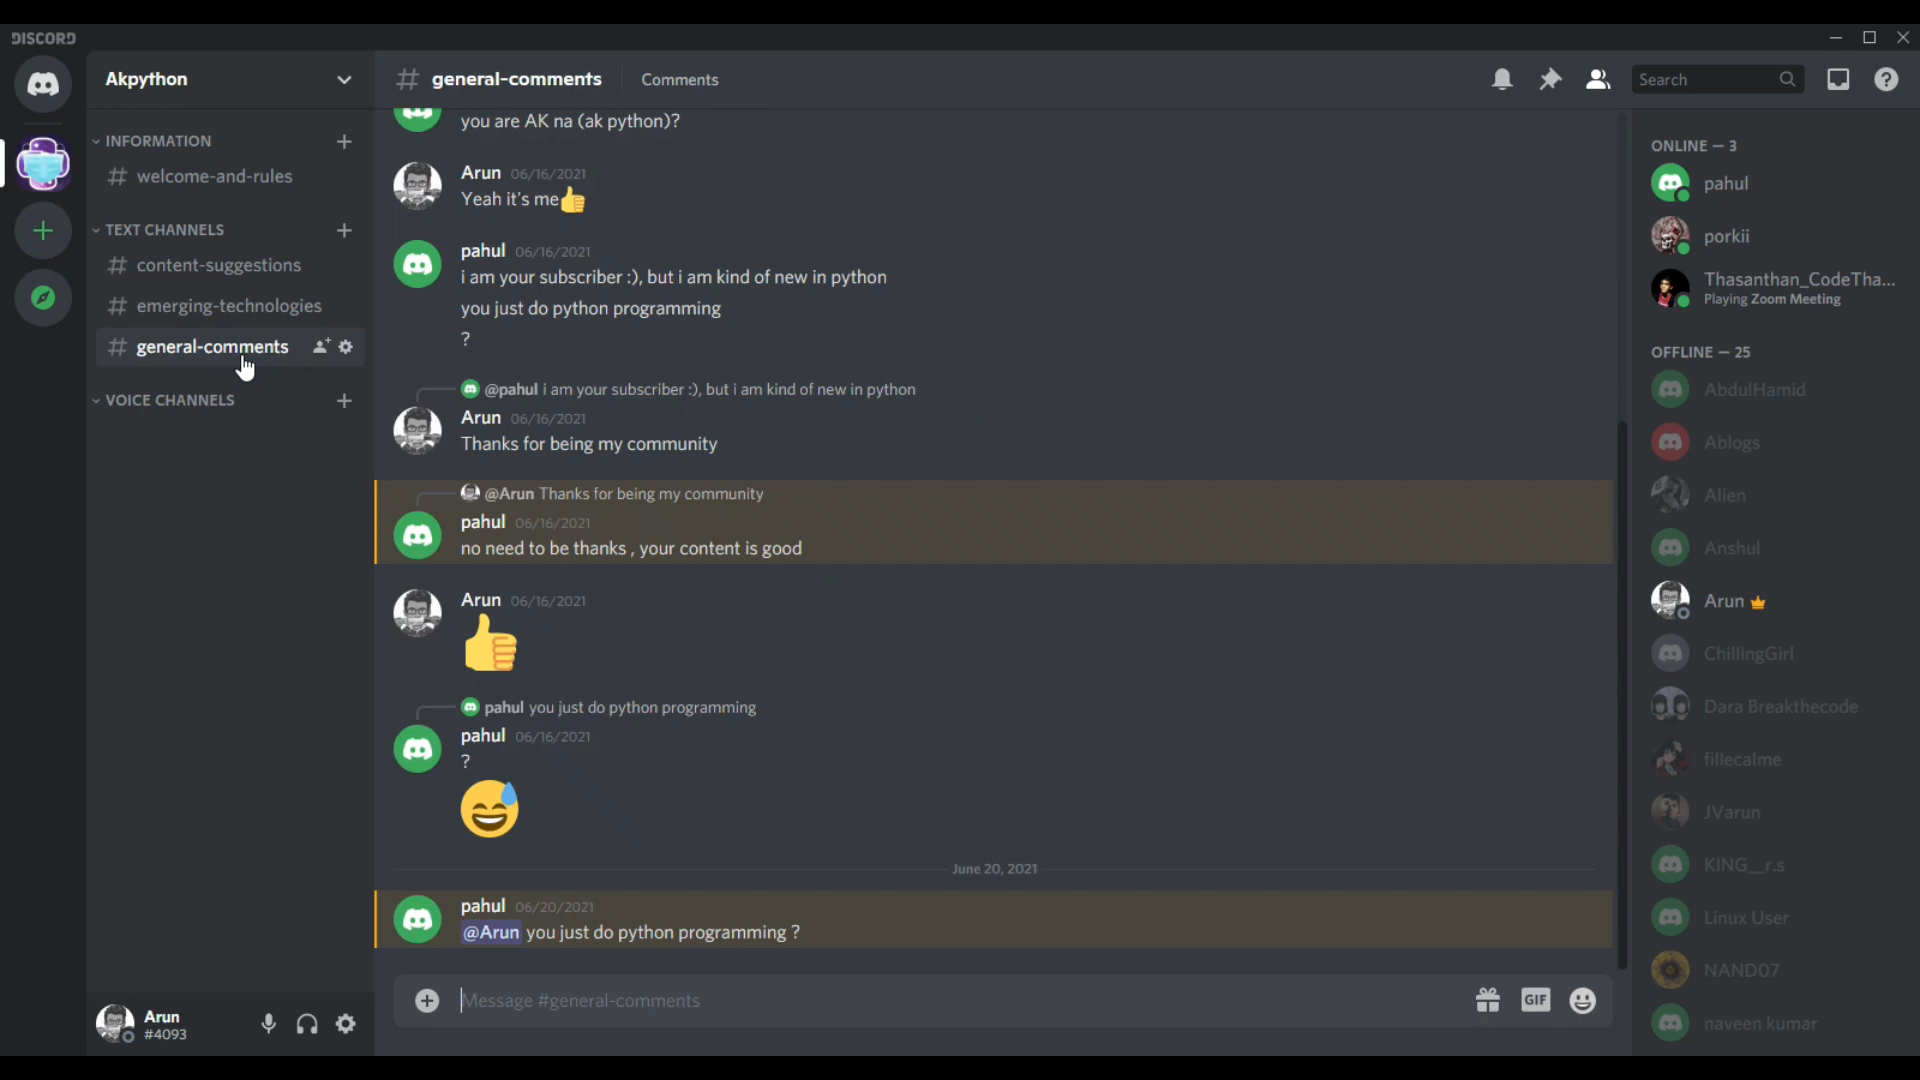 DISCORD
Akpython
INFORMATION
welcome-and-rules
TEXT CHANNELS
content-suggestions
emerging-technologies
general-comments
VOICE CHANNELS
Arun
#4093
general-comments
Comments
Search
you are AK na (ak python)?
Arun 06/16/2021
Yeah it's me👍
pahul 06/16/2021
i am your subscriber :), but i am kind of new in python
you just do python programming
?
@pahul i am your subscriber :), but i am kind of new in python
Arun 06/16/2021
Thanks for being my community
@Arun Thanks for being my community
pahul 06/16/2021
no need to be thanks , your content is good
Arun 06/16/2021
👍
pahul you just do python programming
pahul 06/16/2021
?
😅
June 20, 2021
pahul 06/20/2021
@Arun you just do python programming ?
Message #general-comments
GIF
ONLINE — 3
pahul
porkii
Thasanthan_CodeTha...
Playing Zoom Meeting
OFFLINE — 25
AbdulHamid
Ablogs
Alien
Anshul
Arun
ChillingGirl
Dara Breakthecode
fillecalme
JVarun
KING__r.s
Linux User
NAND07
naveen kumar